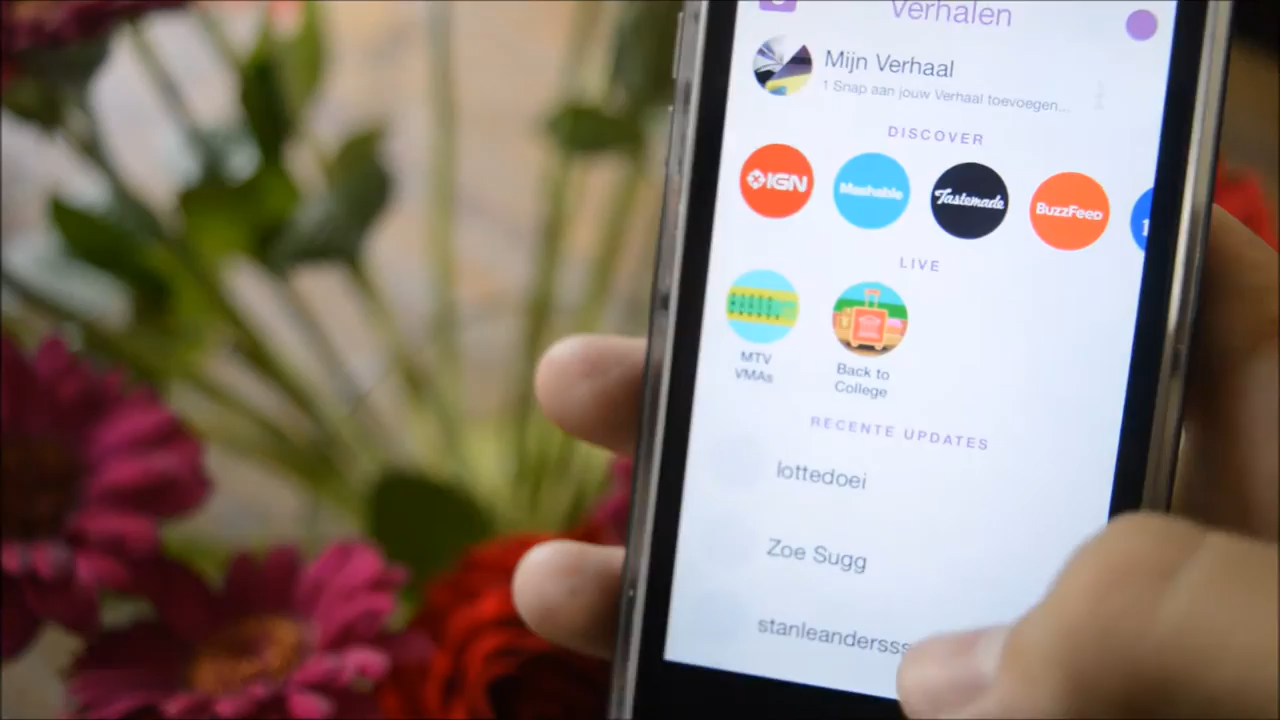 Verhalen
Mijn Verhaal
1 Snap aan jouw Verhaal toevoegen...
DISCOVER
IGN
Mashable
Tastemade
BuzzFeeD
LIVE
MTV
VMAs
Back to
College
RECENTE UPDATES
lottedoei
Zoe Sugg